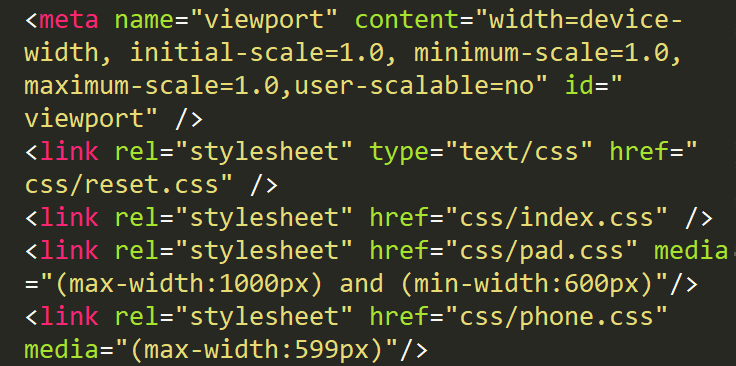 <meta name="viewport" content="width=device-
width, initial-scale=1.0, minimum-scale=1.0,
maximum-scale=1.0,user-scalable=no" id="
viewport" />
<link rel="stylesheet" type="text/css" href="
css/reset.css" />
<link rel="stylesheet" href="css/index.css" />
<link rel="stylesheet" href="css/pad.css" media
="(max-width:1000px) and (min-width:600px)"/>
<link rel="stylesheet" href="css/phone.css"
media="(max-width:599px)"/>